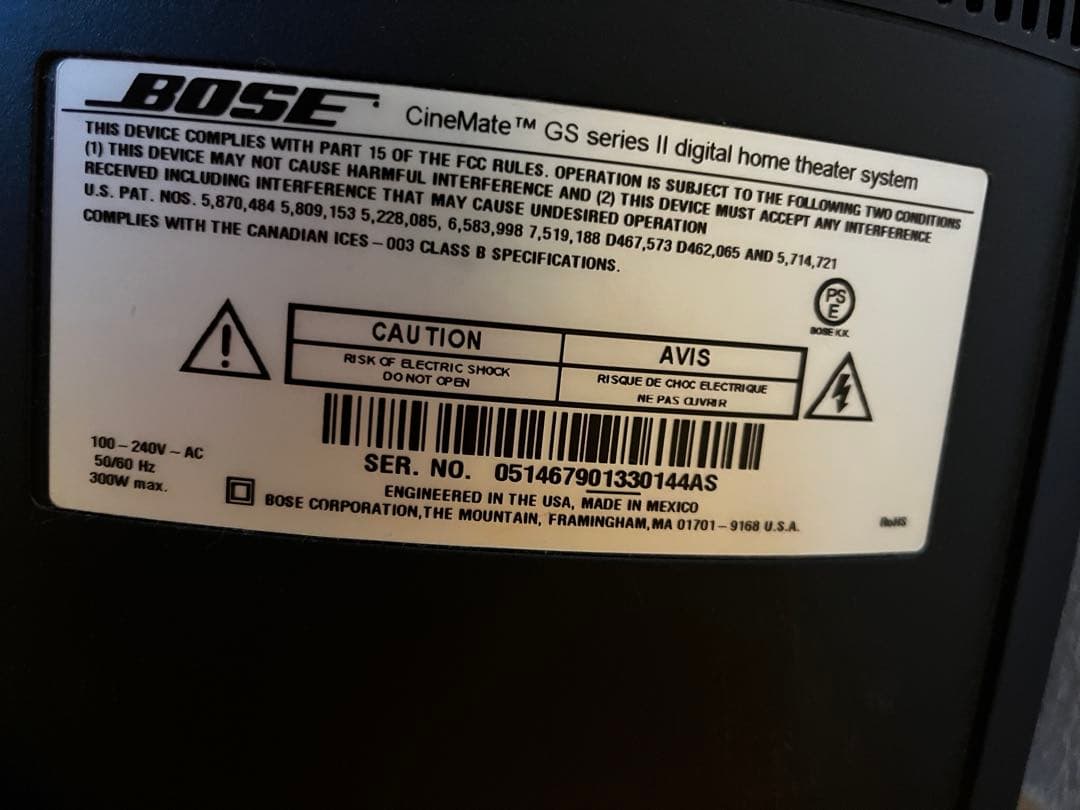 BOSE CineMate™ GS series II digital home theater system
THIS DEVICE COMPLIES WITH PART 15 OF THE FCC RULES. OPERATION IS SUBJECT TO THE FOLLOWING TWO CONDITIONS
(1) THIS DEVICE MAY NOT CAUSE HARMFUL INTERFERENCE AND (2) THIS DEVICE MUST ACCEPT ANY INTERFERENCE
RECEIVED INCLUDING INTERFERENCE THAT MAY CAUSE UNDESIRED OPERATION
U.S. PAT. NOS. 5,870,484 5,809,153 5,228,085, 6,583,998 7,519,188 D467,573 D462,065 AND 5,714,721
COMPLIES WITH THE CANADIAN ICES – 003 CLASS B SPECIFICATIONS.
PS
E
BOSE K.K.
CAUTION
RISK OF ELECTRIC SHOCK
DO NOT OPEN
AVIS
RISQUE DE CHOC ELECTRIQUE
NE PAS OUVRIR
100 – 240V ~ AC
50/60 Hz
300W max.
SER. NO. 051467901330144AS
ENGINEERED IN THE USA, MADE IN MEXICO
BOSE CORPORATION, THE MOUNTAIN, FRAMINGHAM, MA 01701 – 9168 U.S.A.
RoHS